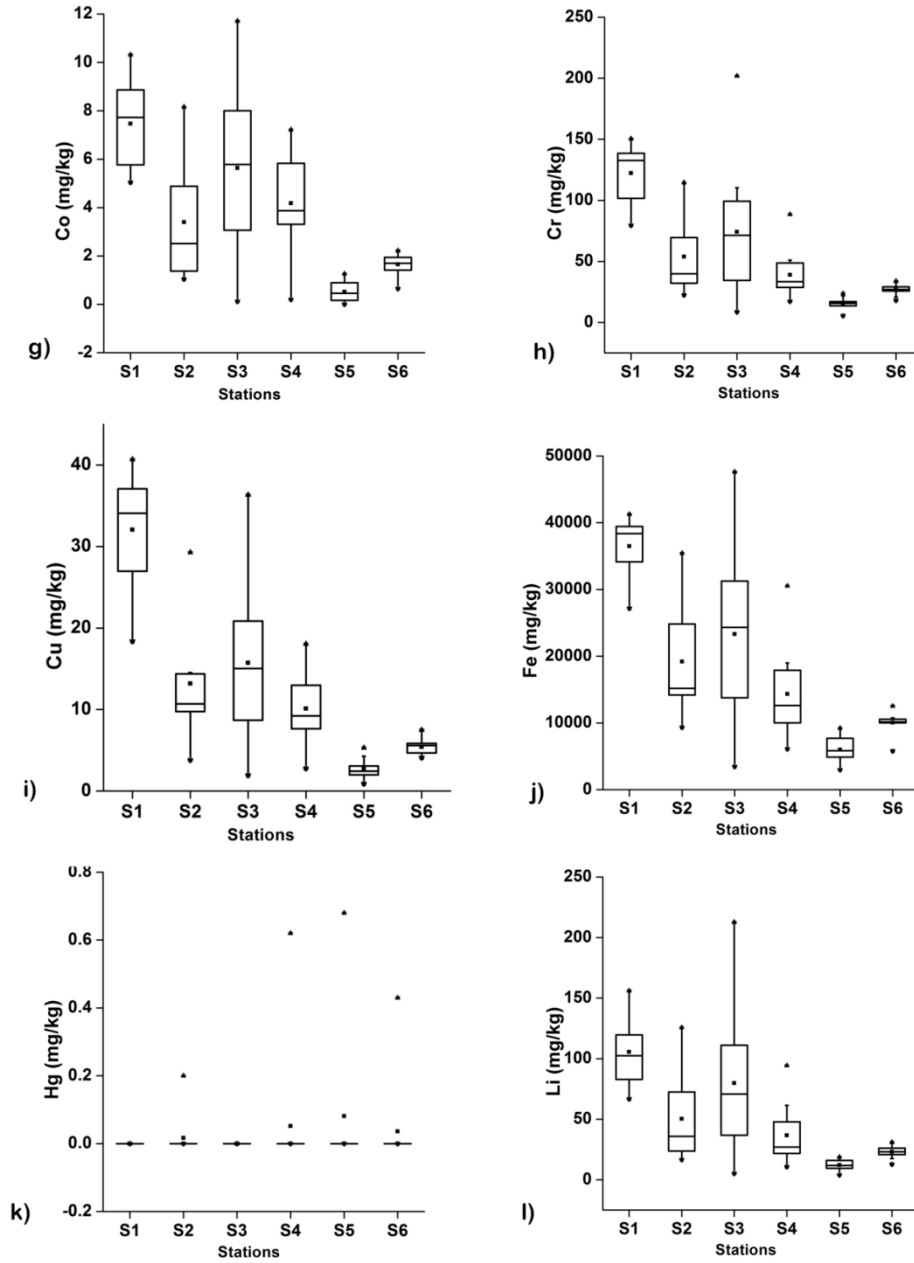 12
10
8
6
4
2
0
-2
Co (mg/kg)
S1 S2 S3 S4 S5 S6
Stations
g)
250
200
150
100
50
0
Cr (mg/kg)
S1 S2 S3 S4 S5 S6
Stations
h)
40
30
20
10
0
Cu (mg/kg)
S1 S2 S3 S4 S5 S6
Stations
i)
50000
40000
30000
20000
10000
0
Fe (mg/kg)
S1 S2 S3 S4 S5 S6
Stations
j)
0.8
0.6
0.4
0.2
0.0
-0.2
Hg (mg/kg)
S1 S2 S3 S4 S5 S6
Stations
k)
250
200
150
100
50
0
Li (mg/kg)
S1 S2 S3 S4 S5 S6
Stations
l)